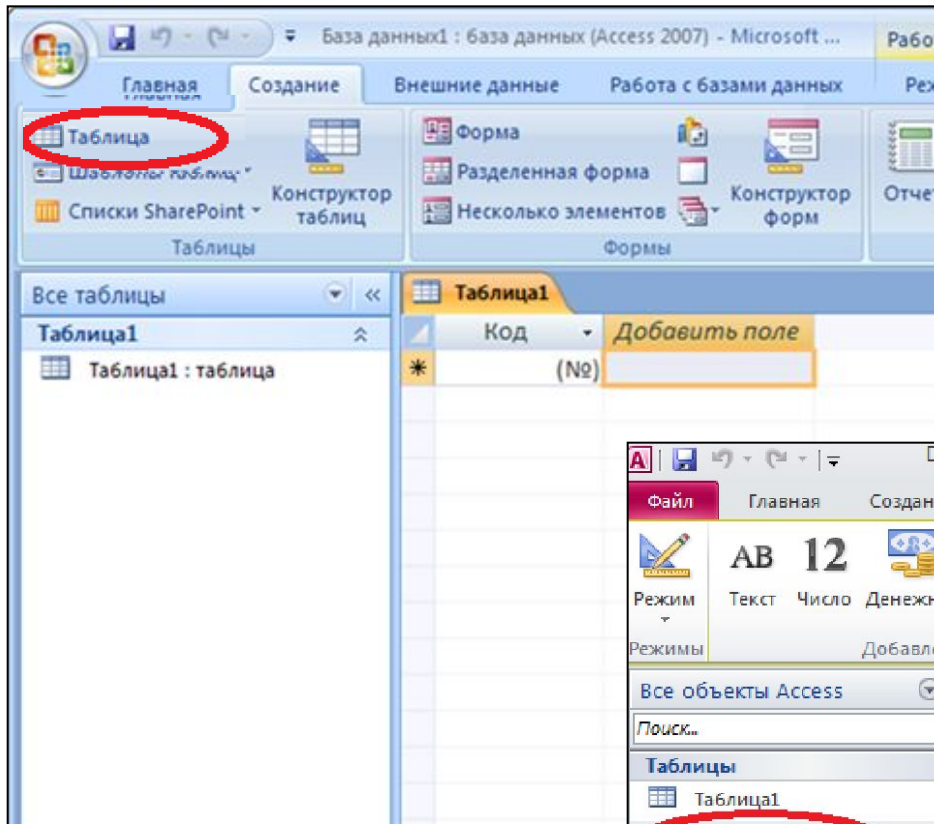 База данных1 : база данных (Access 2007) - Microsoft ...
Рабо
Главная Создание Внешние данные Работа с базами данных Реж
Таблица
Шаблоны таблиц
Списки SharePoint
Конструктор таблиц
Таблицы
Форма
Разделенная форма
Несколько элементов
Конструктор форм
Формы
Отчет
Все таблицы
Таблица1
Таблица1 : таблица
Таблица1
Код Добавить поле
(№)
Файл Главная Создан
АВ 12
Режим Текст Число Денежн
Режимы Добавле
Все объекты Access
Поиск...
Таблицы
Таблица1